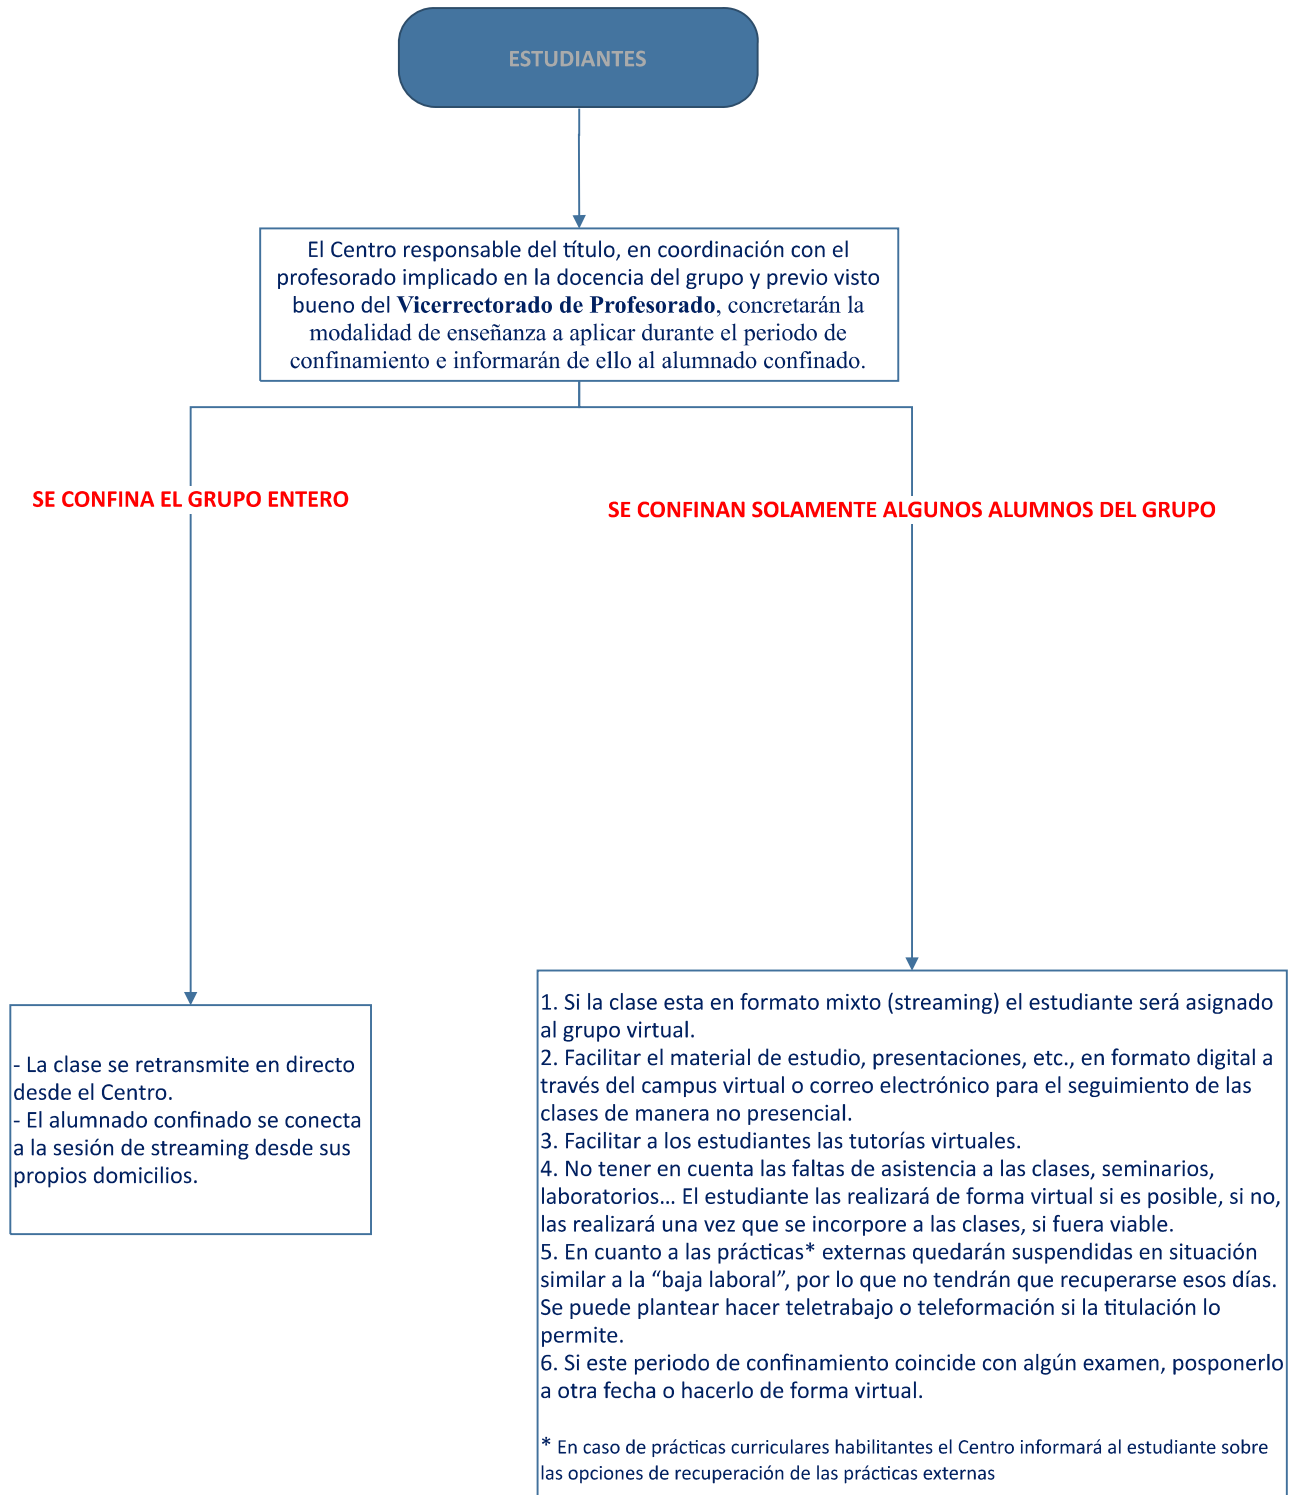 ESTUDIANTES
El Centro responsable del título, en coordinación con el
profesorado implicado en la docencia del grupo y previo visto
bueno del Vicerrectorado de Profesorado, concretarán la
modalidad de enseñanza a aplicar durante el periodo de
confinamiento e informarán de ello al alumnado confinado.
SE CONFINA EL GRUPO ENTERO
SE CONFINAN SOLAMENTE ALGUNOS ALUMNOS DEL GRUPO
- La clase se retransmite en directo
desde el Centro.
- El alumnado confinado se conecta
a la sesión de streaming desde sus
propios domicilios.
1. Si la clase esta en formato mixto (streaming) el estudiante será asignado
al grupo virtual.
2. Facilitar el material de estudio, presentaciones, etc., en formato digital a
través del campus virtual o correo electrónico para el seguimiento de las
clases de manera no presencial.
3. Facilitar a los estudiantes las tutorías virtuales.
4. No tener en cuenta las faltas de asistencia a las clases, seminarios,
laboratorios... El estudiante las realizará de forma virtual si es posible, si no,
las realizará una vez que se incorpore a las clases, si fuera viable.
5. En cuanto a las prácticas* externas quedarán suspendidas en situación
similar a la “baja laboral”, por lo que no tendrán que recuperarse esos días.
Se puede plantear hacer teletrabajo o teleformación si la titulación lo
permite.
6. Si este periodo de confinamiento coincide con algún examen, posponerlo
a otra fecha o hacerlo de forma virtual.
* En caso de prácticas curriculares habilitantes el Centro informará al estudiante sobre
las opciones de recuperación de las prácticas externas